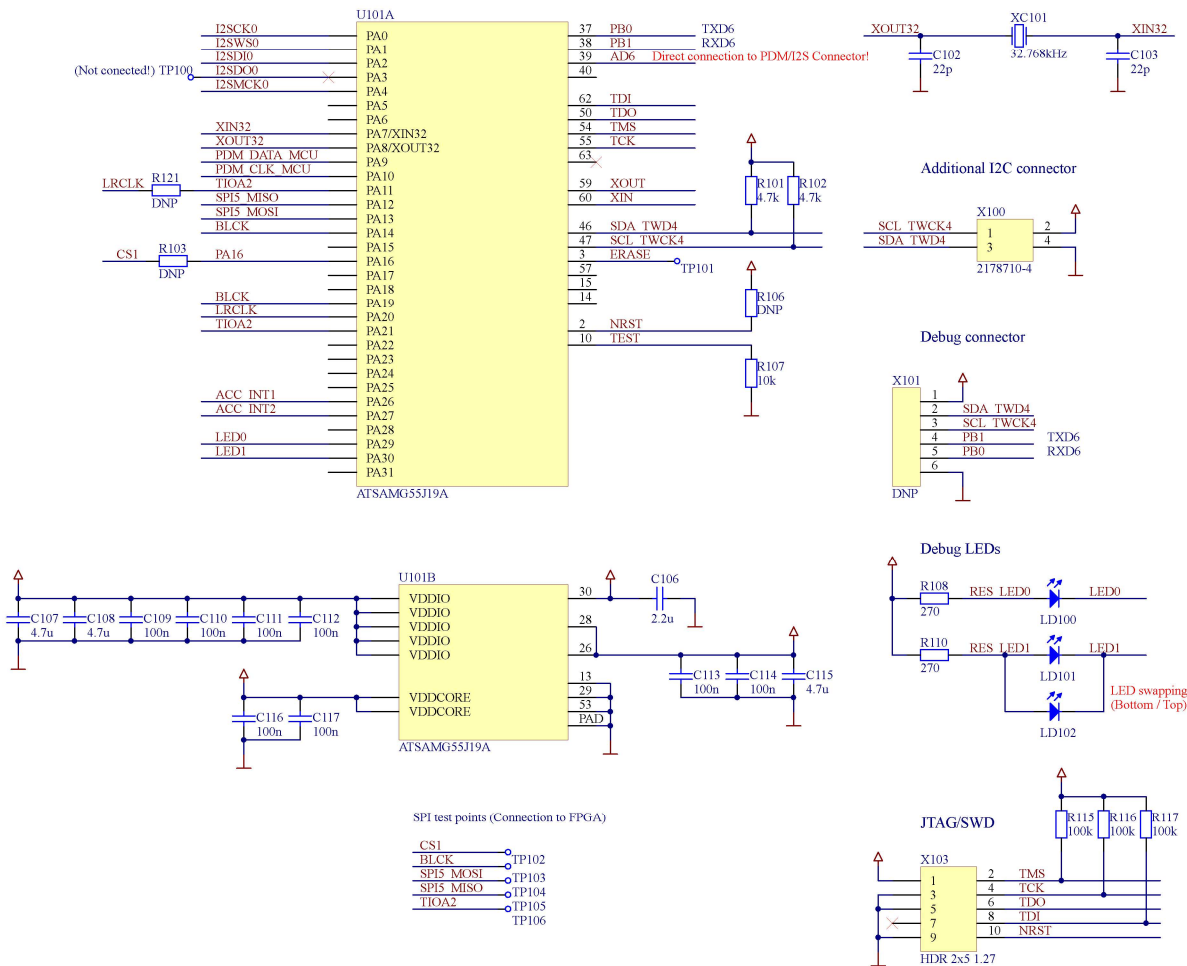 U101A
I2SCK0 PA0 37 PB0 TXD6
I2SWS0 PA1 38 PB1 RXD6
I2SDI0 PA2 39 AD6 Direct connection to PDM/I2S Connector!
(Not conected!) TP100 I2SDO0 PA3 40
I2SMCK0 PA4
PA5 62 TDI
PA6 50 TDO
XIN32 PA7/XIN32 54 TMS
XOUT32 PA8/XOUT32 55 TCK
PDM_DATA_MCU PA9 63
PDM_CLK_MCU PA10
LRCLK R121 DNP TIOA2 PA11 59 XOUT
SPI5_MISO PA12 60 XIN
SPI5_MOSI PA13
BLCK PA14 46 SDA_TWD4
PA15 47 SCL_TWCK4
CS1 R103 DNP PA16 PA16 3 ERASE TP101
PA17 57
PA18 15
BLCK PA19 14
LRCLK PA20
TIOA2 PA21 2 NRST
PA22 10 TEST
PA23
PA24
PA25
ACC_INT1 PA26
ACC_INT2 PA27
PA28
LED0 PA29
LED1 PA30
PA31
ATSAMG55J19A
R101
4.7k
R102
4.7k
R106
DNP
R107
10k
XOUT32 XC101 XIN32
32.768kHz
C102
22p
C103
22p
Additional I2C connector
X100
SCL_TWCK4 1 2
SDA_TWD4 3 4
2178710-4
Debug connector
X101
1
2 SDA_TWD4
3 SCL_TWCK4
4 PB1 TXD6
5 PB0 RXD6
6
DNP
U101B
VDDIO 30
VDDIO
VDDIO 28
VDDIO
VDDIO 26
13
VDDCORE 29
VDDCORE 53
PAD
ATSAMG55J19A
C107
4.7u
C108
4.7u
C109
100n
C110
100n
C111
100n
C112
100n
C116
100n
C117
100n
C106
2.2u
C113
100n
C114
100n
C115
4.7u
Debug LEDs
R108
270
RES_LED0 LED0
LD100
R110
270
RES_LED1 LED1
LD101
LD102
LED swapping
(Bottom / Top)
SPI test points (Connection to FPGA)
CS1 TP102
BLCK TP103
SPI5_MOSI TP104
SPI5_MISO TP105
TIOA2 TP106
JTAG/SWD
R115
100k
R116
100k
R117
100k
X103
1 2 TMS
3 4 TCK
5 6 TDO
7 8 TDI
9 10 NRST
HDR 2x5 1.27